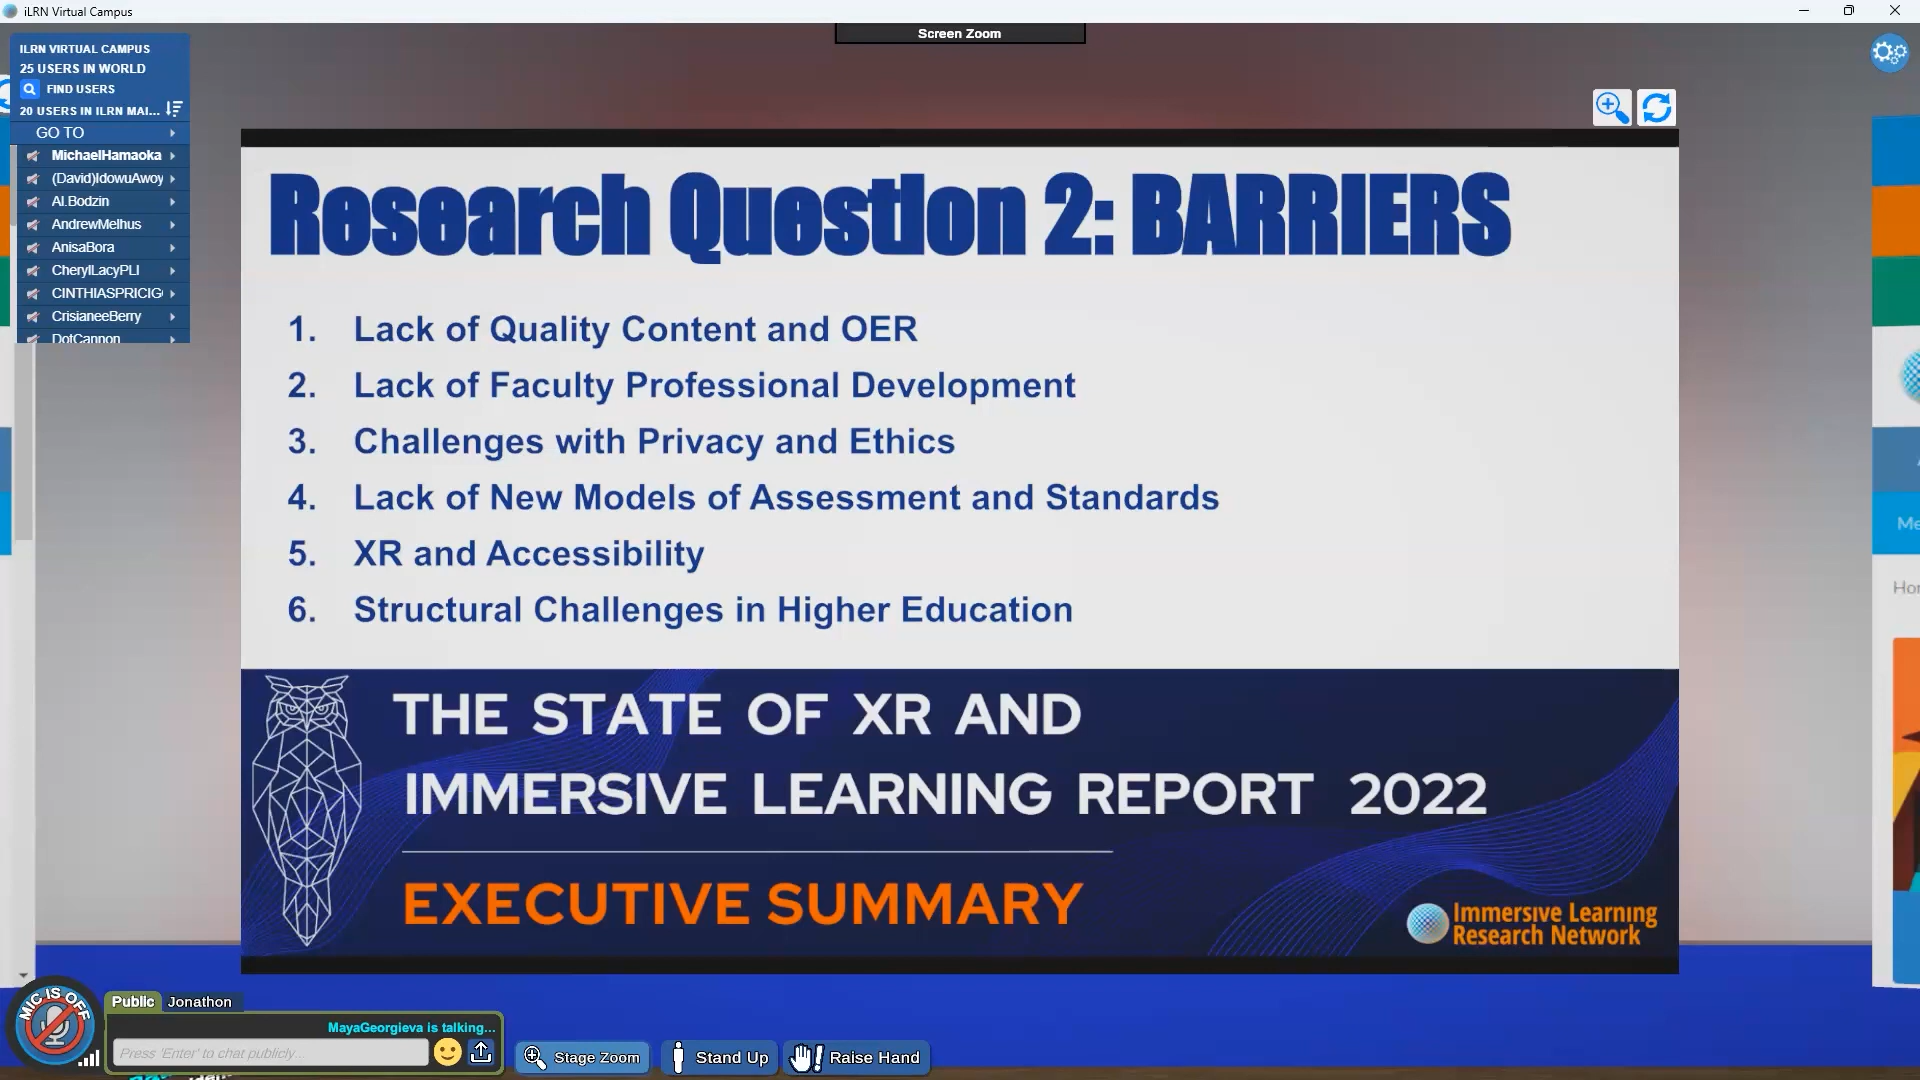 iLRN Virtual Campus
Screen Zoom
ILRN VIRTUAL CAMPUS
25 USERS IN WORLD
FIND USERS
20 USERS IN ILRN MAI...
GO TO
MichaelHamaoka
(David)IdowuAwoy
Al.Bodzin
AndrewMelhus
AnisaBora
CherylLacyPLI
CINTHIASPRICIG
CrisianeeBerry
DotCannon
Research Question 2: BARRIERS
1. Lack of Quality Content and OER
2. Lack of Faculty Professional Development
3. Challenges with Privacy and Ethics
4. Lack of New Models of Assessment and Standards
5. XR and Accessibility
6. Structural Challenges in Higher Education
THE STATE OF XR AND
IMMERSIVE LEARNING REPORT 2022
EXECUTIVE SUMMARY
Immersive Learning
Research Network
Me
Hor
MIC IS OFF
Public Jonathon
MayaGeorgieva is talking...
Press 'Enter' to chat publicly...
Stage Zoom
Stand Up
Raise Hand